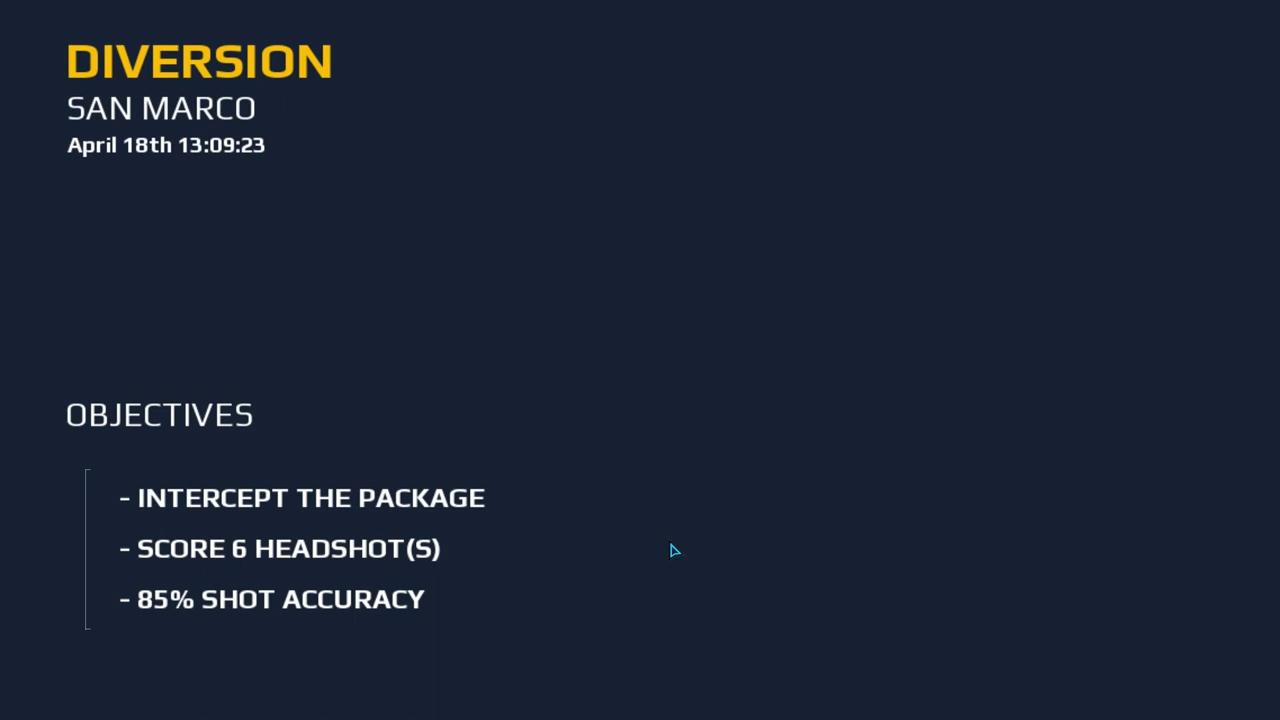 DIVERSION
SAN MARCO
April 18th 13:09:23
OBJECTIVES
- INTERCEPT THE PACKAGE
- SCORE 6 HEADSHOT(S)
- 85% SHOT ACCURACY